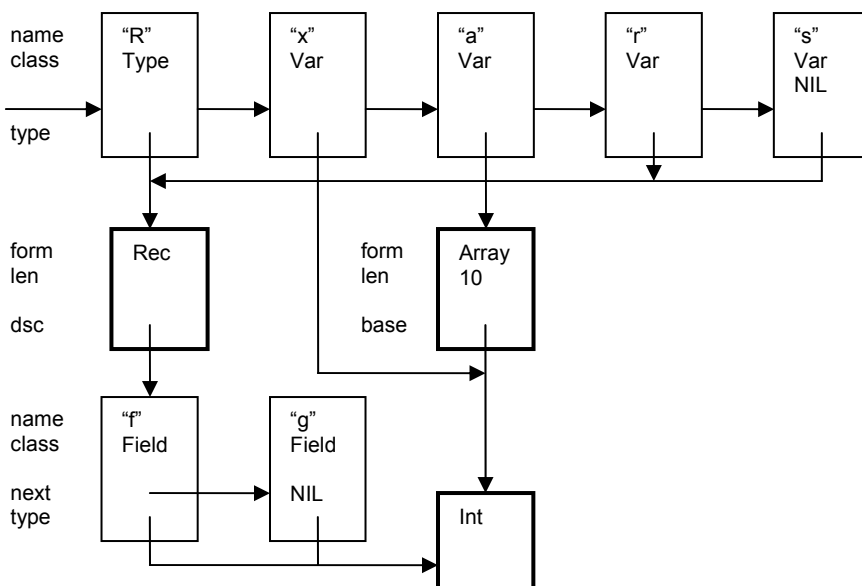 name “R” “x” “a” “r” “s”
class Type Var Var Var Var
NIL
type
form Rec form Array
len len 10
dsc base
name “f” “g”
class Field Field
next NIL Int
type